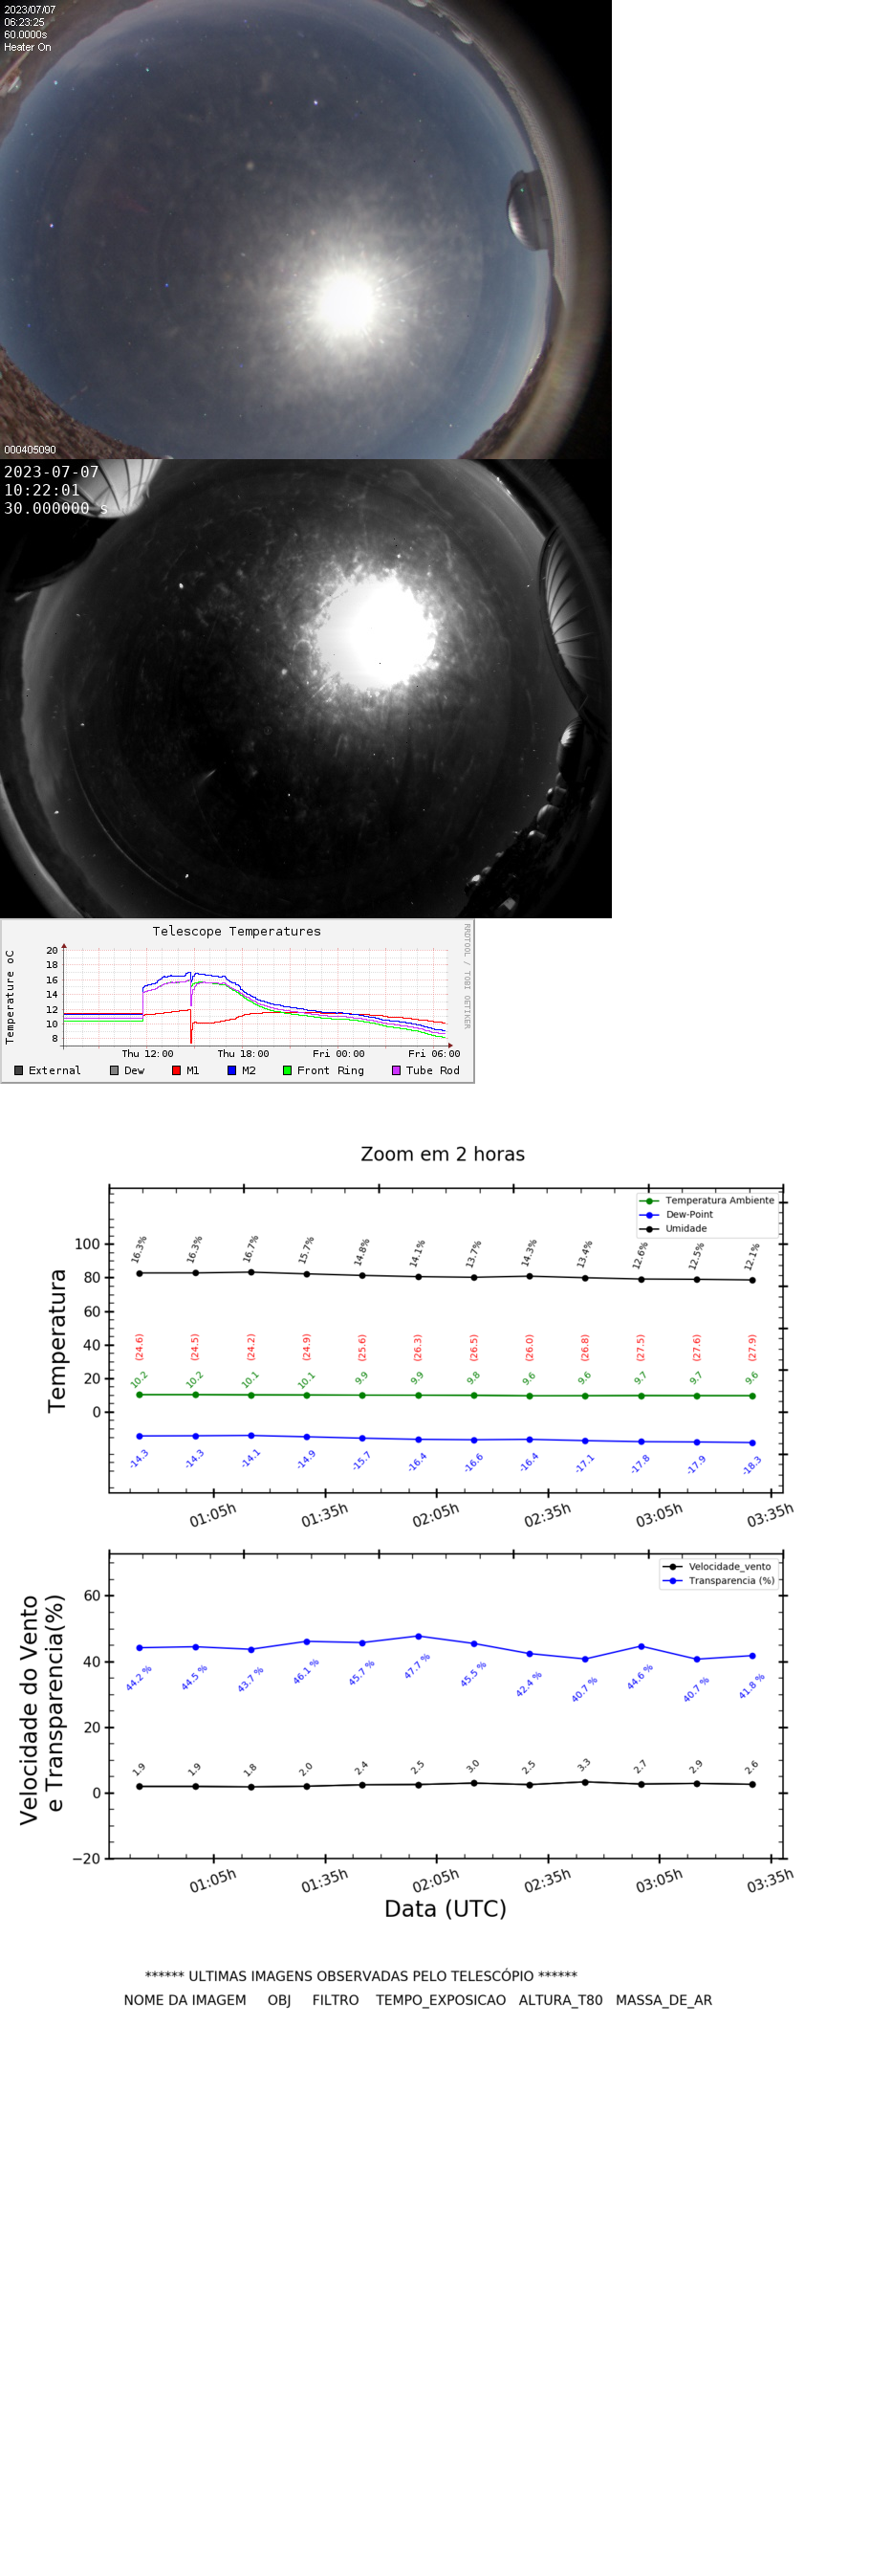 2023/07/07
06:23:25
60.0000s
Heater On
000405090
2023-07-07
10:22:01
30.000000 s
Telescope Temperatures
RRDTOOL / TOBI OETIKER
Temperature oC
20
18
16
14
12
10
8
Thu 12:00 Thu 18:00 Fri 00:00 Fri 06:00
External Dew M1 M2 Front Ring Tube Rod
Zoom em 2 horas
Temperatura Ambiente
Dew-Point
Umidade
Temperatura
100
80
60
40
20
0
16.3% 16.3% 16.7% 15.7% 14.8% 14.1% 13.7% 14.3% 13.4% 12.6% 12.5% 12.1%
(24.6) (24.5) (24.2) (24.9) (25.6) (26.3) (26.5) (26.0) (26.8) (27.5) (27.6) (27.9)
10.2 10.2 10.1 10.1 9.9 9.9 9.8 9.6 9.6 9.7 9.7 9.6
-14.3 -14.3 -14.1 -14.9 -15.7 -16.4 -16.6 -16.4 -17.1 -17.8 -17.9 -18.3
01:05h 01:35h 02:05h 02:35h 03:05h 03:35h
Velocidade_vento
Transparencia (%)
Velocidade do Vento
e Transparencia(%)
60
40
20
0
−20
44.2 % 44.5 % 43.7 % 46.1 % 45.7 % 47.7 % 45.5 % 42.4 % 40.7 % 44.6 % 40.7 % 41.8 %
1.9 1.9 1.8 2.0 2.4 2.5 3.0 2.5 3.3 2.7 2.9 2.6
01:05h 01:35h 02:05h 02:35h 03:05h 03:35h
Data (UTC)
****** ULTIMAS IMAGENS OBSERVADAS PELO TELESCÓPIO ******
NOME DA IMAGEM OBJ FILTRO TEMPO_EXPOSICAO ALTURA_T80 MASSA_DE_AR